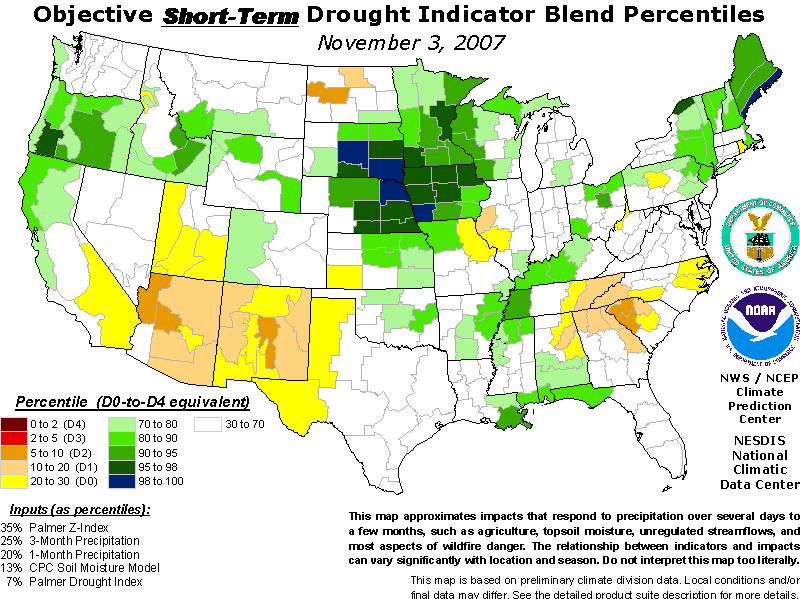 Objective Short-Term Drought Indicator Blend Percentiles
November 3, 2007
NOAA
NWS / NCEP
Climate
Prediction
Center
NESDIS
National
Climatic
Data Center
Percentile (D0-to-D4 equivalent)
0 to 2 (D4)
2 to 5 (D3)
5 to 10 (D2)
10 to 20 (D1)
20 to 30 (D0)
70 to 80
80 to 90
90 to 95
95 to 98
98 to 100
30 to 70
Inputs (as percentiles):
35% Palmer Z-Index
25% 3-Month Precipitation
20% 1-Month Precipitation
13% CPC Soil Moisture Model
7% Palmer Drought Index
This map approximates impacts that respond to precipitation over several days to
a few months, such as agriculture, topsoil moisture, unregulated streamflows, and
most aspects of wildfire danger. The relationship between indicators and impacts
can vary significantly with location and season. Do not interpret this map too literally.
This map is based on preliminary climate division data. Local conditions and/or
final data may differ. See the detailed product suite description for more details.